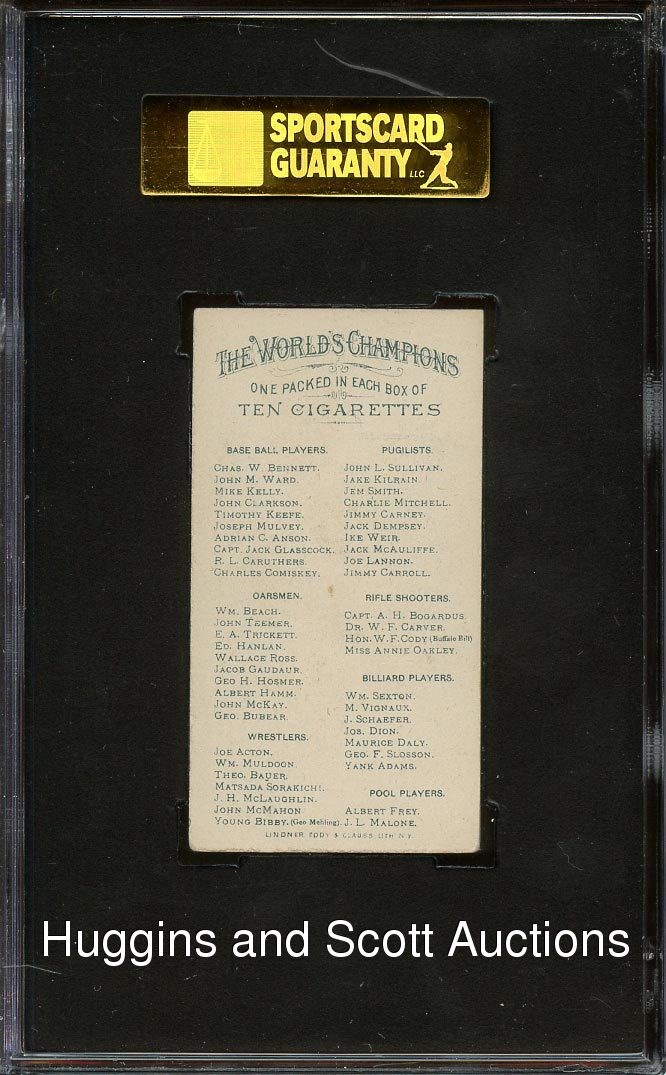 SPORTSCARD
GUARANTY LLC
THE WORLD'S CHAMPIONS
ONE PACKED IN EACH BOX OF
TEN CIGARETTES
BASE BALL PLAYERS.
CHAS. W. BENNETT.
JOHN M. WARD.
MIKE KELLY.
JOHN CLARKSON.
TIMOTHY KEEFE.
JOSEPH MULVEY.
ADRIAN C. ANSON.
CAPT. JACK GLASSCOCK.
R. L. CARUTHERS.
CHARLES COMISKEY.
OARSMEN.
WM. BEACH.
JOHN TEEMER.
E. A. TRICKETT.
ED. HANLAN.
WALLACE ROSS.
JACOB GAUDAUR.
GEO H. HOSMER.
ALBERT HAMM.
JOHN MCKAY.
GEO. BUBEAR.
WRESTLERS.
JOE ACTON.
WM. MULDOON.
THEO. BAUER.
MATSADA SORAKICHI.
J. H. MCLAUGHLIN.
JOHN MCMAHON
YOUNG BIBBY. (Geo Mehling).
PUGILISTS.
JOHN L. SULLIVAN.
JAKE KILRAIN.
JEM SMITH.
CHARLIE MITCHELL.
JIMMY CARNEY.
JACK DEMPSEY.
IKE WEIR.
JACK MCAULIFFE.
JOE LANNON.
JIMMY CARROLL.
RIFLE SHOOTERS.
CAPT. A. H. BOGARDUS.
DR. W. F. CARVER.
HON. W. F. CODY (Buffalo Bill)
MISS ANNIE OAKLEY.
BILLIARD PLAYERS.
WM. SEXTON.
M. VIGNAUX.
J. SCHAEFER.
JOS. DION.
MAURICE DALY.
GEO. F. SLOSSON.
YANK ADAMS.
POOL PLAYERS.
ALBERT FREY.
J. L. MALONE.
LINDNER EDDY & CLAUSS LITH N.Y.
Huggins and Scott Auctions